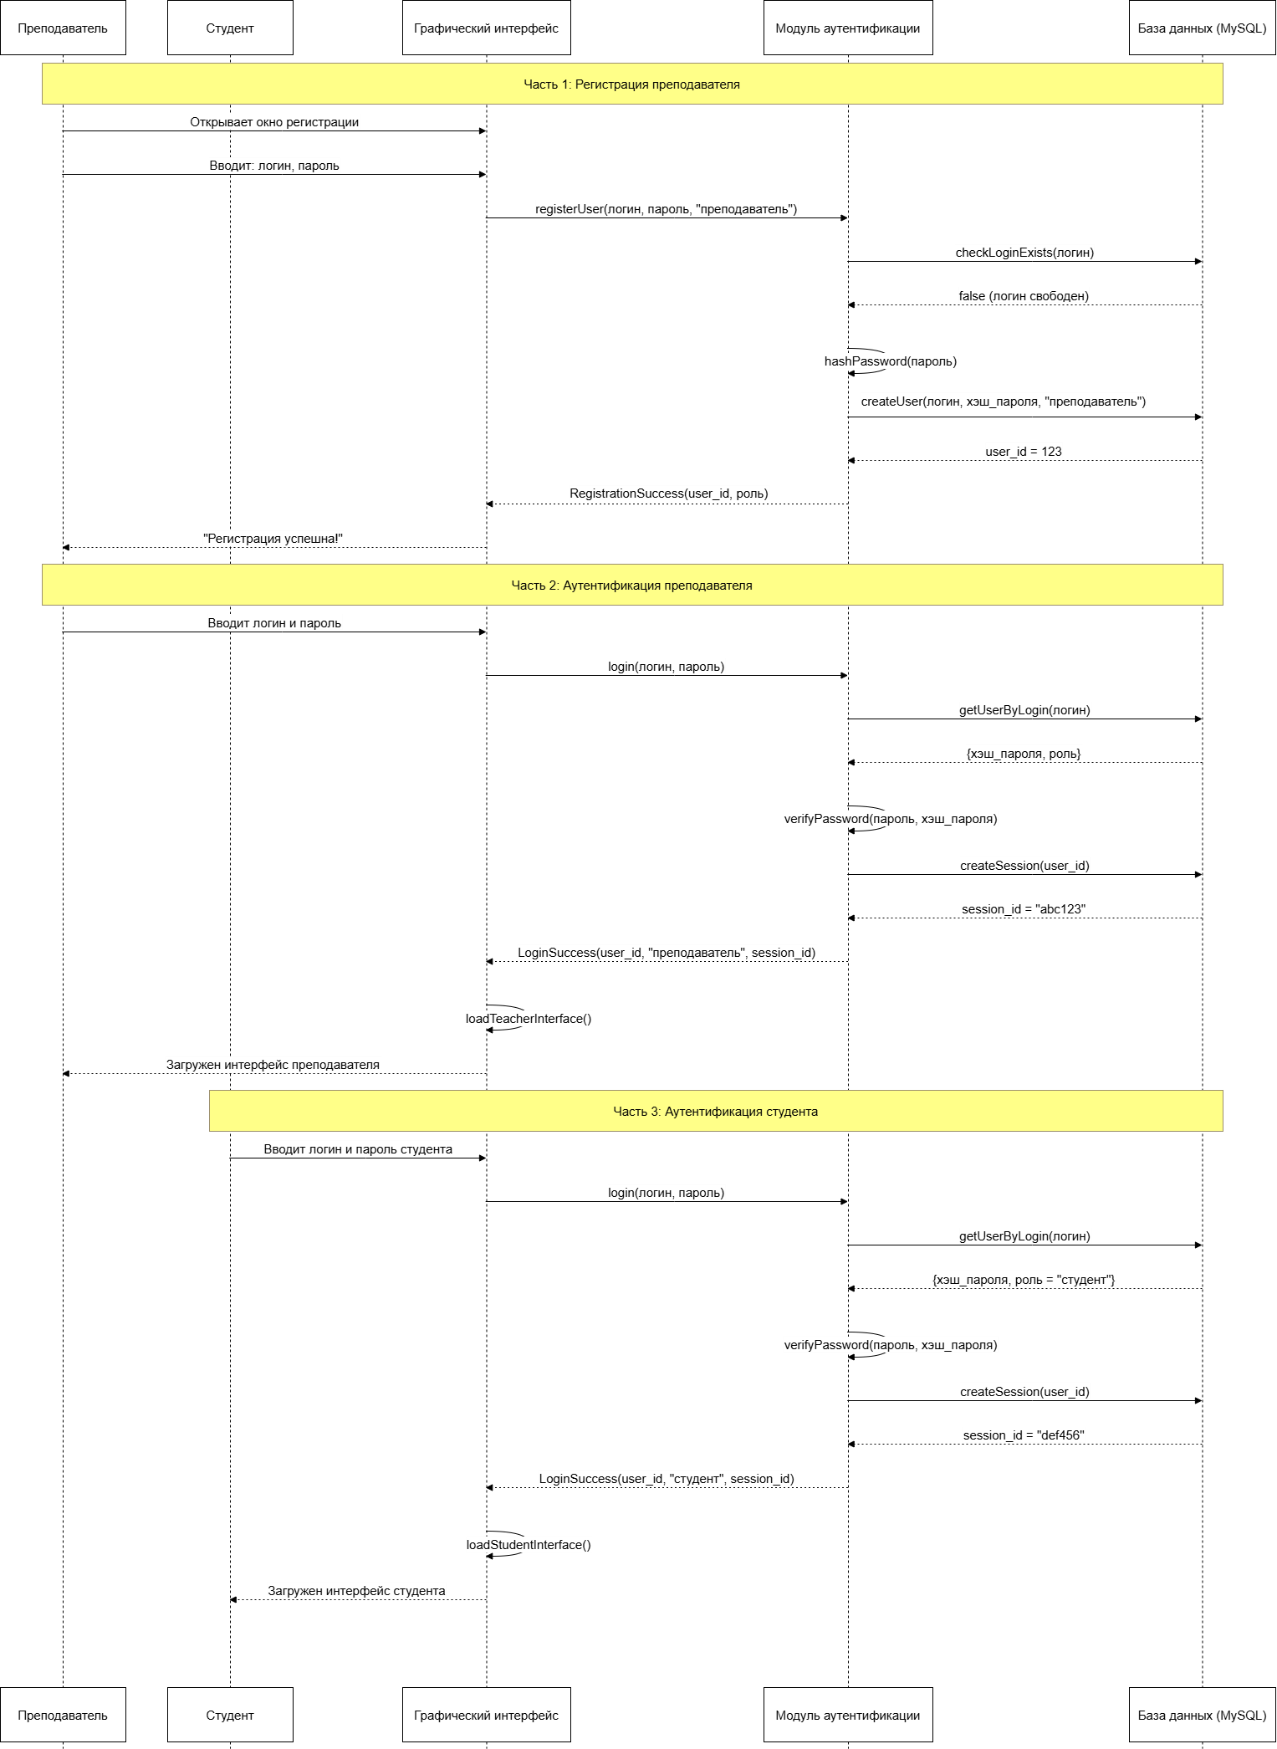 Преподаватель
Студент
Графический интерфейс
Модуль аутентификации
База данных (MySQL)
Часть 1: Регистрация преподавателя
Открывает окно регистрации
Вводит: логин, пароль
registerUser(логин, пароль, "преподаватель")
checkLoginExists(логин)
false (логин свободен)
hashPassword(пароль)
createUser(логин, хэш_пароля, "преподаватель")
user_id = 123
RegistrationSuccess(user_id, роль)
"Регистрация успешна!"
Часть 2: Аутентификация преподавателя
Вводит логин и пароль
login(логин, пароль)
getUserByLogin(логин)
{хэш_пароля, роль}
verifyPassword(пароль, хэш_пароля)
createSession(user_id)
session_id = "abc123"
LoginSuccess(user_id, "преподаватель", session_id)
loadTeacherInterface()
Загружен интерфейс преподавателя
Часть 3: Аутентификация студента
Вводит логин и пароль студента
login(логин, пароль)
getUserByLogin(логин)
{хэш_пароля, роль = "студент"}
verifyPassword(пароль, хэш_пароля)
createSession(user_id)
session_id = "def456"
LoginSuccess(user_id, "студент", session_id)
loadStudentInterface()
Загружен интерфейс студента
Преподаватель
Студент
Графический интерфейс
Модуль аутентификации
База данных (MySQL)